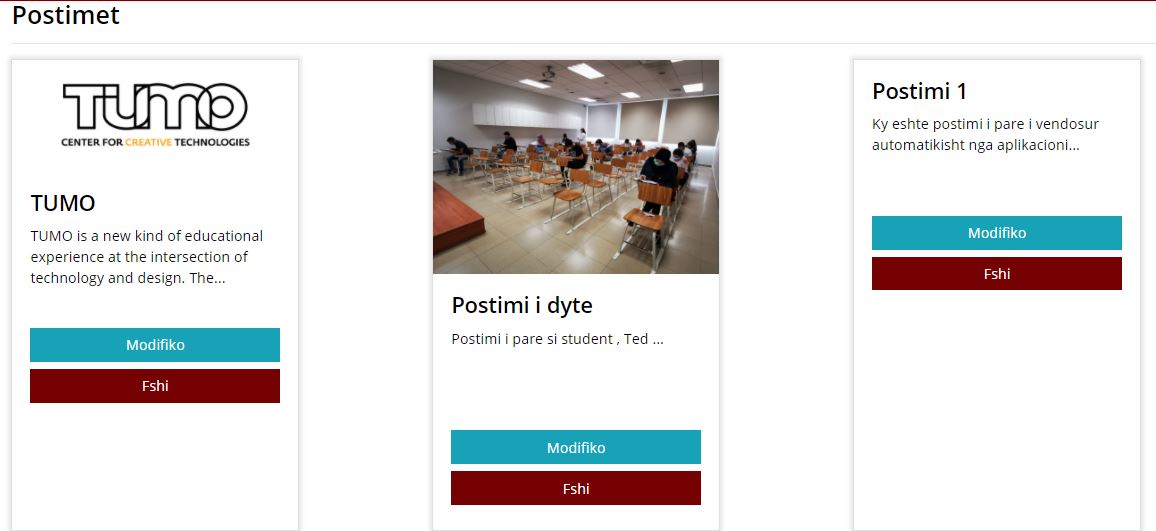 Postimet
TUMO
CENTER FOR CREATIVE TECHNOLOGIES
TUMO
TUMO is a new kind of educational
experience at the intersection of
technology and design. The...
Modifiko
Fshi
Postimi i dyte
Postimi i pare si student , Ted ...
Modifiko
Fshi
Postimi 1
Ky eshte postimi i pare i vendosur
automatikisht nga aplikacioni...
Modifiko
Fshi